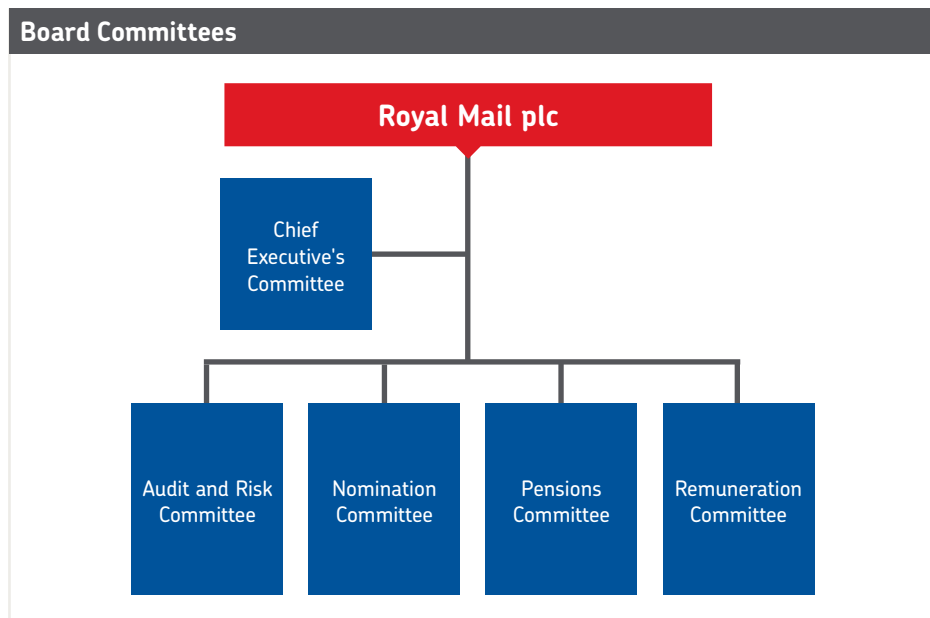 Board Committees
Royal Mail plc
Chief
Executive's
Committee
Audit and Risk
Committee
Nomination
Committee
Pensions
Committee
Remuneration
Committee